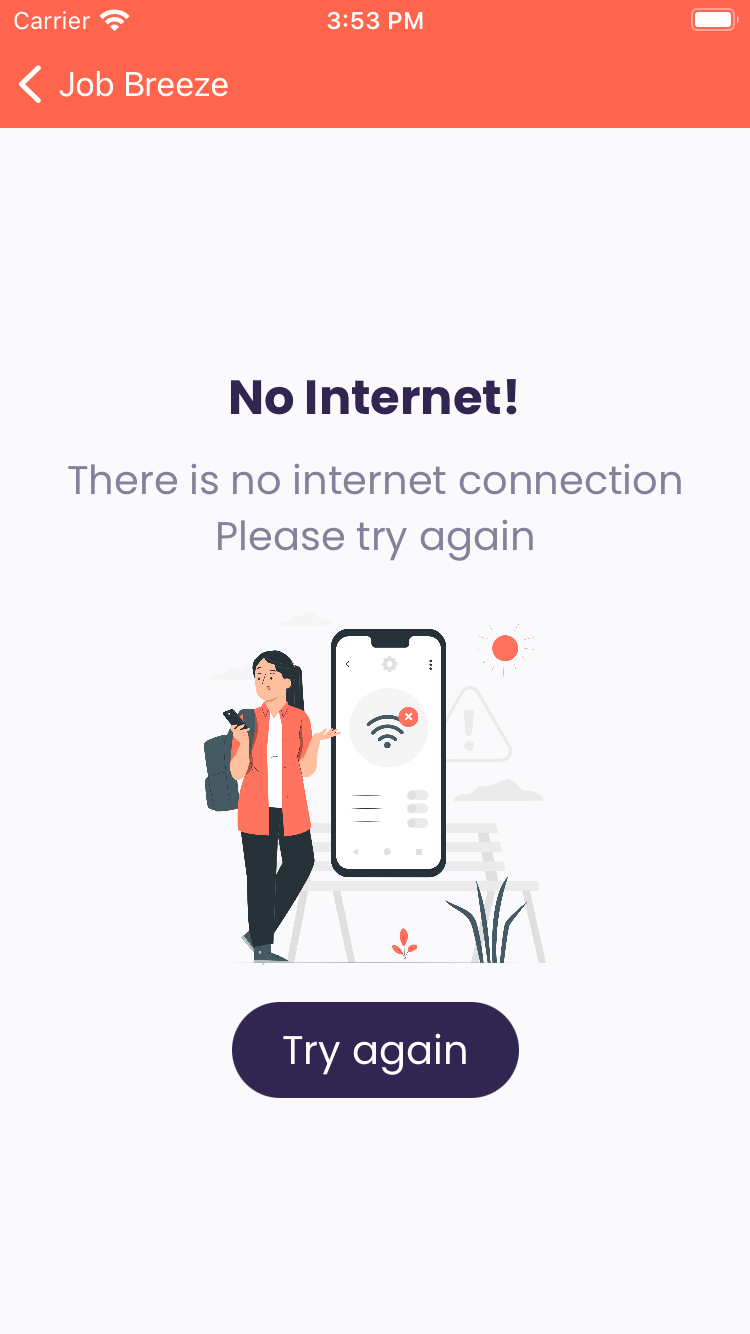 Carrier 3:53 PM
Job Breeze
No Internet!
There is no internet connection
Please try again
Try again